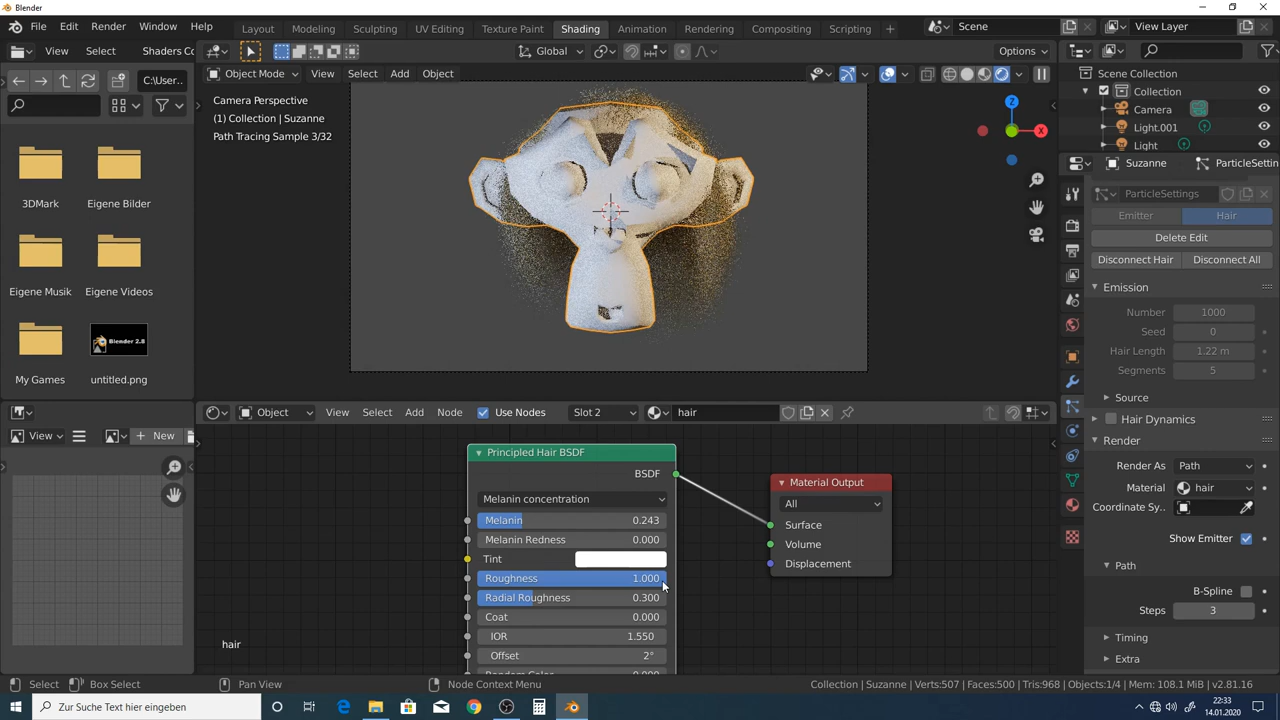 Blender
File Edit Render Window Help
Layout Modeling Sculpting UV Editing Texture Paint Shading Animation Rendering Compositing Scripting
Scene
View Layer
View Select Shaders Co
Global
Options
C:\User..
Object Mode View Select Add Object
Camera Perspective
(1) Collection | Suzanne
Path Tracing Sample 3/32
Z
X
3DMark
Eigene Bilder
Eigene Musik
Eigene Videos
My Games
untitled.png
Blender 2.8
Scene Collection
Collection
Camera
Light.001
Light
Suzanne
ParticleSettin
ParticleSettings
Emitter Hair
Delete Edit
Disconnect Hair Disconnect All
Emission
Number 1000
Seed 0
Hair Length 1.22 m
Segments 5
Source
Hair Dynamics
Render
Render As Path
Material hair
Coordinate Sy..
Show Emitter
Path
B-Spline
Steps 3
Timing
Extra
View New
Object View Select Add Node Use Nodes Slot 2 hair
Principled Hair BSDF
BSDF
Melanin concentration
Melanin 0.243
Melanin Redness 0.000
Tint
Roughness 1.000
Radial Roughness 0.300
Coat 0.000
IOR 1.550
Offset 2°
Material Output
All
Surface
Volume
Displacement
hair
Select Box Select Pan View Node Context Menu
Collection | Suzanne | Verts:507 | Faces:500 | Tris:968 | Objects:1/4 | Mem: 108.1 MiB | v2.81.16
Zur Suche Text hier eingeben
22:33
14.01.2020